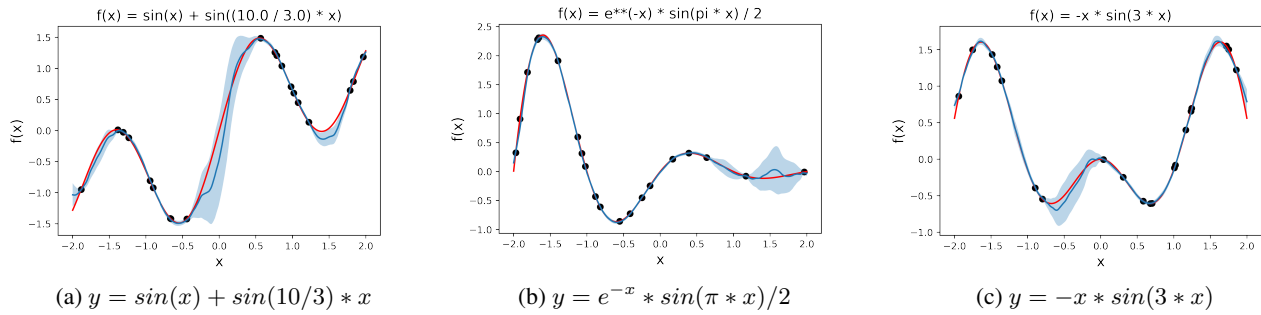 f(x) = sin(x) + sin((10.0 / 3.0) * x)
f(x)
1.5
1.0
0.5
0.0
−0.5
−1.0
−1.5
−2.0 −1.5 −1.0 −0.5 0.0 0.5 1.0 1.5 2.0
x
(a) y = sin(x) + sin(10/3) ∗ x
f(x) = e**(-x) * sin(pi * x) / 2
f(x)
2.5
2.0
1.5
1.0
0.5
0.0
−0.5
−1.0
−2.0 −1.5 −1.0 −0.5 0.0 0.5 1.0 1.5 2.0
x
(b) y = e^{−x} ∗ sin(π ∗ x)/2
f(x) = -x * sin(3 * x)
f(x)
1.5
1.0
0.5
0.0
−0.5
−1.0
−2.0 −1.5 −1.0 −0.5 0.0 0.5 1.0 1.5 2.0
x
(c) y = −x ∗ sin(3 ∗ x)